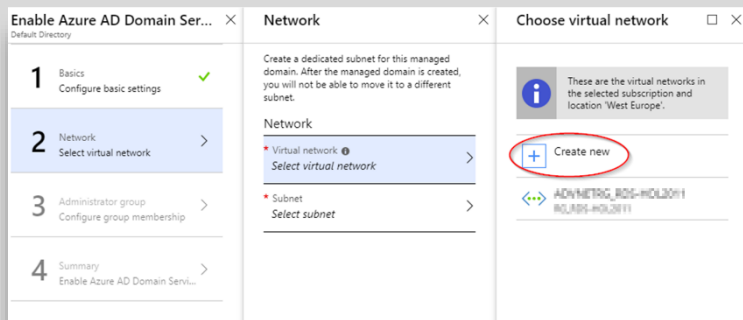 Enable Azure AD Domain Ser...
Default Directory
1
Basics
Configure basic settings
2
Network
Select virtual network
3
Administrator group
Configure group membership
4
Summary
Enable Azure AD Domain Servi...
Network
Create a dedicated subnet for this managed
domain. After the managed domain is created,
you will not be able to move it to a different
subnet.
Network
* Virtual network
Select virtual network
* Subnet
Select subnet
Choose virtual network
These are the virtual networks in
the selected subscription and
location 'West Europe'.
Create new